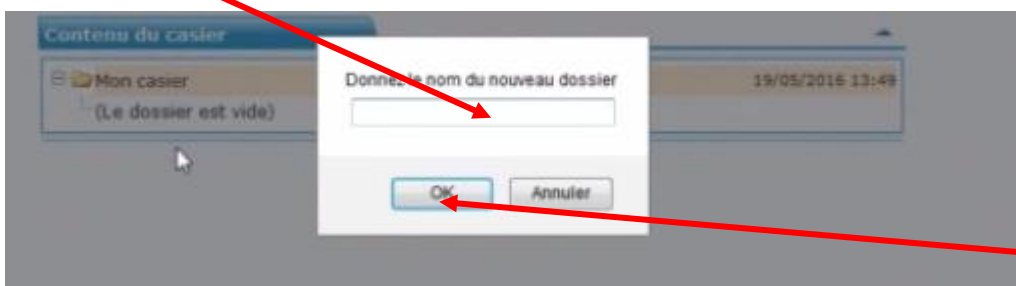 Contenu du casier
Mon casier 19/05/2016 13:49
(Le dossier est vide)
Donnez le nom du nouveau dossier
OK Annuler